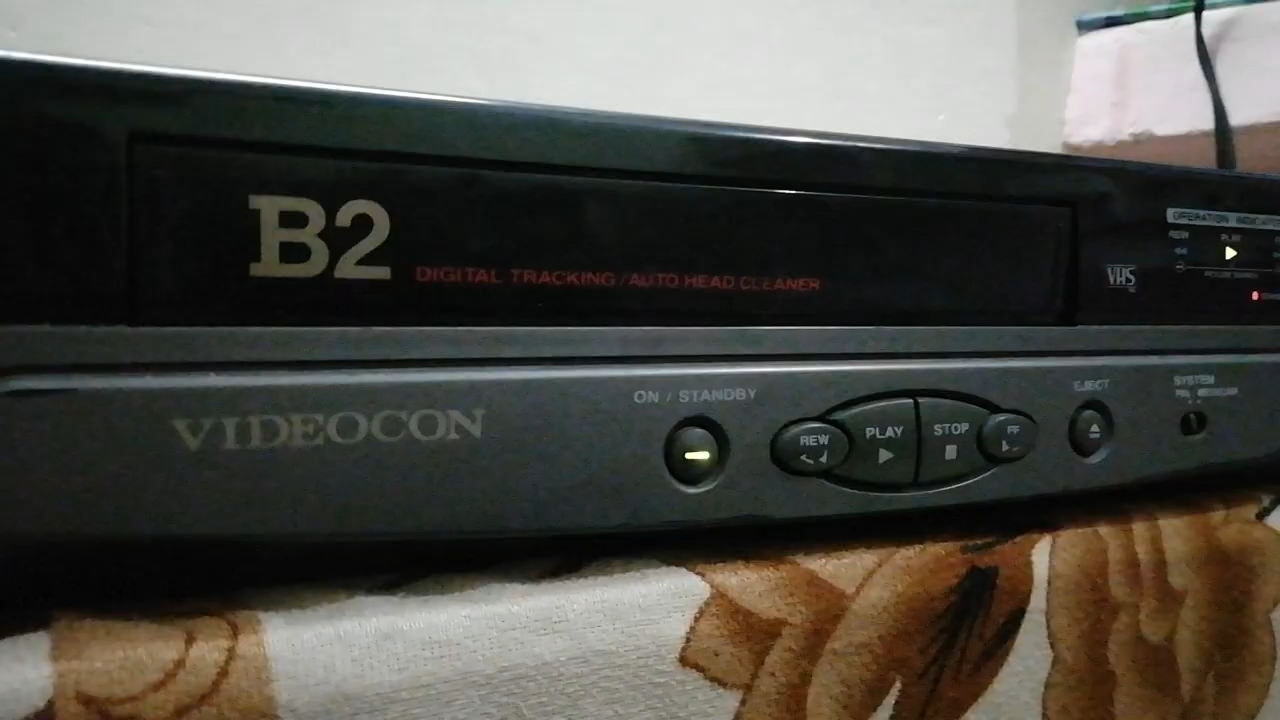 B2
DIGITAL TRACKING / AUTO HEAD CLEANER
OPERATION
REW PLAY
VHS
VIDEOCON
ON / STANDBY
REW
PLAY
STOP
FF
EJECT
SYSTEM